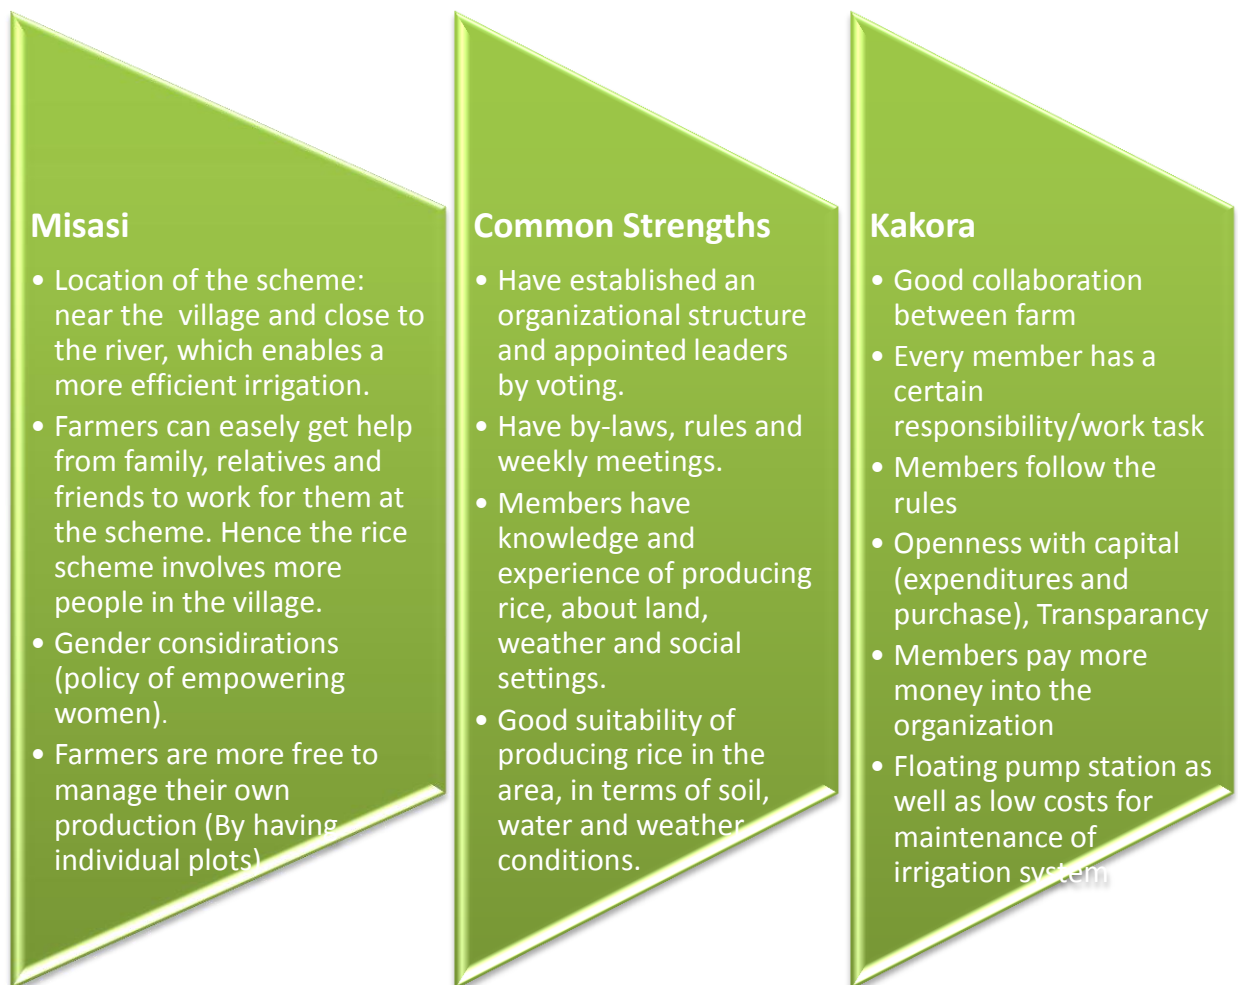 Misasi
• Location of the scheme:
near the village and close to
the river, which enables a
more efficient irrigation.
• Farmers can easely get help
from family, relatives and
friends to work for them at
the scheme. Hence the rice
scheme involves more
people in the village.
• Gender considirations
(policy of empowering
women).
• Farmers are more free to
manage their own
production (By having
individual plots)
Common Strengths
• Have established an
organizational structure
and appointed leaders
by voting.
• Have by-laws, rules and
weekly meetings.
• Members have
knowledge and
experience of producing
rice, about land,
weather and social
settings.
• Good suitability of
producing rice in the
area, in terms of soil,
water and weather
conditions.
Kakora
• Good collaboration
between farm
• Every member has a
certain
responsibility/work task
• Members follow the
rules
• Openness with capital
(expenditures and
purchase), Transparancy
• Members pay more
money into the
organization
• Floating pump station as
well as low costs for
maintenance of
irrigation system